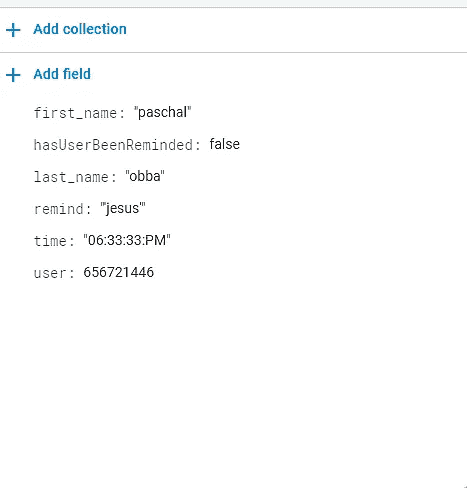 + Add collection
+ Add field
first_name: "paschal"
hasUserBeenReminded: false
last_name: "obba"
remind: "'jesus'"
time: "06:33:33:PM"
user: 656721446